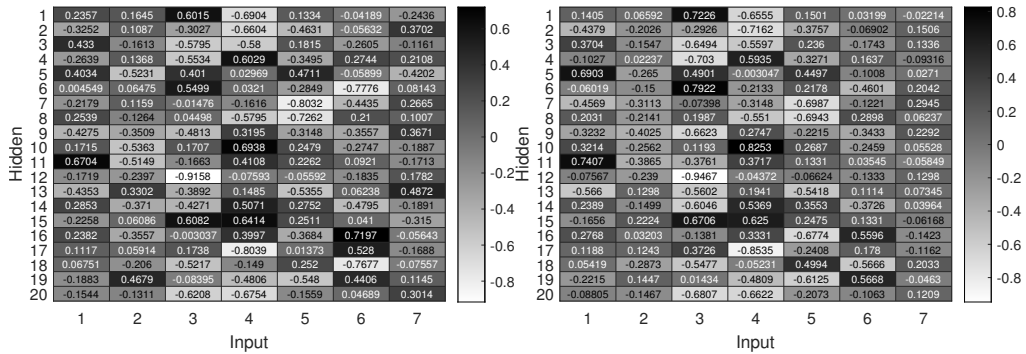 1 0.2357 0.1645 0.6015 -0.6904 0.1334 -0.04189 -0.2436
2 -0.3252 0.1087 -0.3027 -0.6604 -0.4631 -0.05632 0.3702
3 0.433 -0.1613 -0.5795 -0.58 0.1815 -0.2605 -0.1161
4 -0.2639 0.1368 -0.5534 0.6029 -0.3495 0.2744 0.2108
5 0.4034 -0.5231 0.401 0.02969 0.4711 -0.05899 -0.4202
6 0.004549 0.06475 0.5499 0.0321 -0.2849 -0.7776 0.08143
7 -0.2179 0.1159 -0.01476 -0.1616 -0.8032 -0.4435 0.2665
8 0.2539 -0.1264 0.04498 -0.5795 -0.7262 0.21 0.1007
9 -0.4275 -0.3509 -0.4813 0.3195 -0.3148 -0.3557 0.3671
10 0.1715 -0.5363 0.1707 0.6938 0.2479 -0.2747 -0.1887
11 0.6704 -0.5149 -0.1663 0.4108 0.2262 0.0921 -0.1713
12 -0.1719 -0.2397 -0.9158 -0.07593 -0.05592 -0.1835 0.1782
13 -0.4353 0.3302 -0.3892 0.1485 -0.5355 0.06238 0.4872
14 0.2853 -0.371 -0.4271 0.5071 0.2752 -0.4795 -0.1891
15 -0.2258 0.06086 0.6082 0.6414 0.2511 0.041 -0.315
16 0.2382 -0.3557 -0.003037 0.3997 -0.3684 0.7197 -0.05643
17 0.1117 0.05914 0.1738 -0.8039 0.01373 0.528 -0.1688
18 0.06751 -0.206 -0.5217 -0.149 0.252 -0.7677 -0.07557
19 -0.1883 0.4679 -0.08395 -0.4806 -0.548 0.4406 0.1145
20 -0.1544 -0.1311 -0.6208 -0.6754 -0.1559 0.04689 0.3014
1 2 3 4 5 6 7
Input
Hidden
0.6
0.4
0.2
0
-0.2
-0.4
-0.6
-0.8
1 0.1405 0.06592 0.7226 -0.6555 0.1501 0.03199 -0.02214
2 -0.4379 -0.2026 -0.2926 -0.7162 -0.3757 -0.06902 0.1506
3 0.3704 -0.1547 -0.6494 -0.5597 0.236 -0.1743 0.1336
4 -0.1027 0.02237 -0.703 0.5935 -0.3271 0.1637 -0.09316
5 0.6903 -0.265 0.4901 -0.003047 0.4497 -0.1008 0.0271
6 -0.06019 -0.15 0.7922 -0.2133 0.2178 -0.4601 0.2042
7 -0.4569 -0.3113 -0.07398 -0.3148 -0.6987 -0.1221 0.2945
8 0.2031 -0.2141 0.1987 -0.551 -0.6943 0.2898 0.06237
9 -0.3232 -0.4025 -0.6623 0.2747 -0.2215 -0.3433 0.2292
10 0.3214 -0.2562 0.1193 0.8253 0.2687 -0.2459 0.05528
11 0.7407 -0.3865 -0.3761 0.3717 0.1331 0.03545 -0.05849
12 -0.07567 -0.239 -0.9467 -0.04372 -0.06624 -0.1333 0.1298
13 -0.566 0.1298 -0.5602 0.1941 -0.5418 0.1114 0.07345
14 0.2389 -0.1499 -0.6046 0.5369 0.3553 -0.3726 0.03964
15 -0.1656 0.2224 0.6706 0.625 0.2475 0.1331 -0.06168
16 0.2768 0.03203 -0.1381 0.3331 -0.6774 0.5596 -0.1423
17 0.1188 0.1243 0.3726 -0.8535 -0.2408 0.178 -0.1162
18 0.05419 -0.2873 -0.5477 -0.05231 0.4994 -0.5666 0.2033
19 -0.2215 0.1447 0.01434 -0.4809 -0.6125 0.5668 -0.0463
20 -0.08805 -0.1467 -0.6807 -0.6622 -0.2073 -0.1063 0.1209
1 2 3 4 5 6 7
Input
Hidden
0.8
0.6
0.4
0.2
0
-0.2
-0.4
-0.6
-0.8